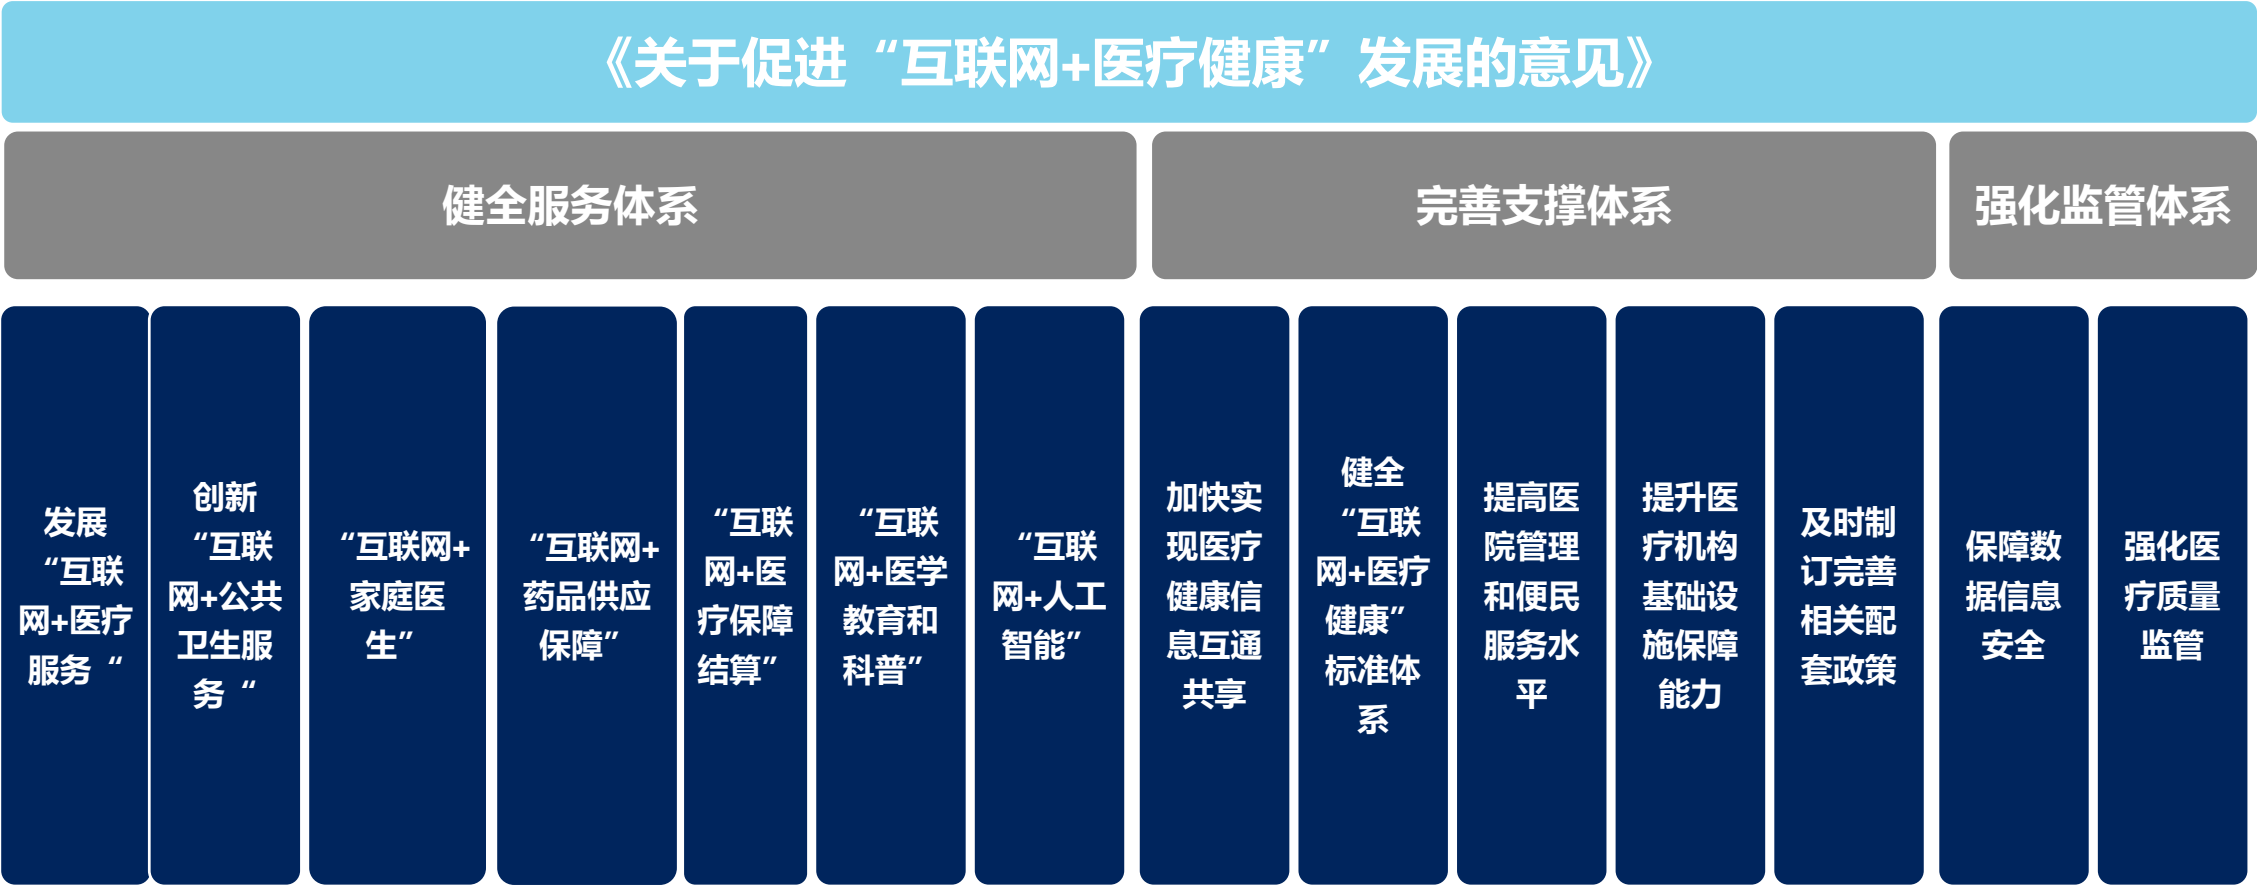 《关于促进“互联网+医疗健康”发展的意见》
健全服务体系
完善支撑体系
强化监管体系
发展
“互联
网+医疗
服务“
创新
“互联
网+公共
卫生服
务“
“互联网+
家庭医
生”
“互联网+
药品供应
保障”
“互联
网+医
疗保障
结算”
“互联
网+医学
教育和
科普”
“互联
网+人工
智能”
加快实
现医疗
健康信
息互通
共享
健全
“互联
网+医疗
健康”
标准体
系
提高医
院管理
和便民
服务水
平
提升医
疗机构
基础设
施保障
能力
及时制
订完善
相关配
套政策
保障数
据信息
安全
强化医
疗质量
监管